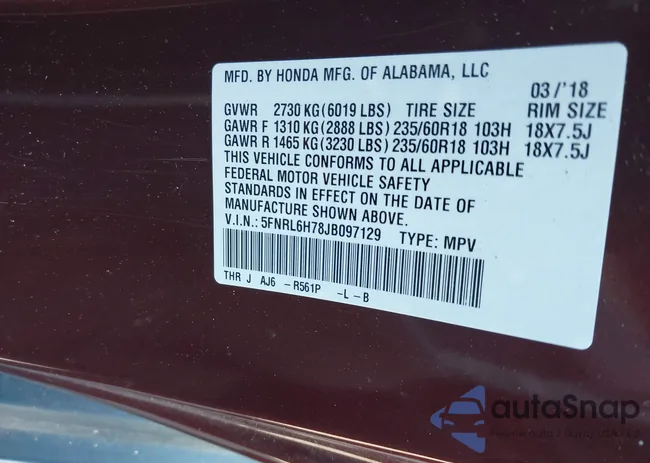 MFD. BY HONDA MFG. OF ALABAMA, LLC
03/'18
GVWR 2730 KG(6019 LBS) TIRE SIZE RIM SIZE
GAWR F 1310 KG(2888 LBS) 235/60R18 103H 18X7.5J
GAWR R 1465 KG(3230 LBS) 235/60R18 103H 18X7.5J
THIS VEHICLE CONFORMS TO ALL APPLICABLE
FEDERAL MOTOR VEHICLE SAFETY
STANDARDS IN EFFECT ON THE DATE OF
MANUFACTURE SHOWN ABOVE.
V.I.N.: 5FNRL6H78JB097129 TYPE: MPV
THR J AJ6 -R561P -L-B
autoSnap